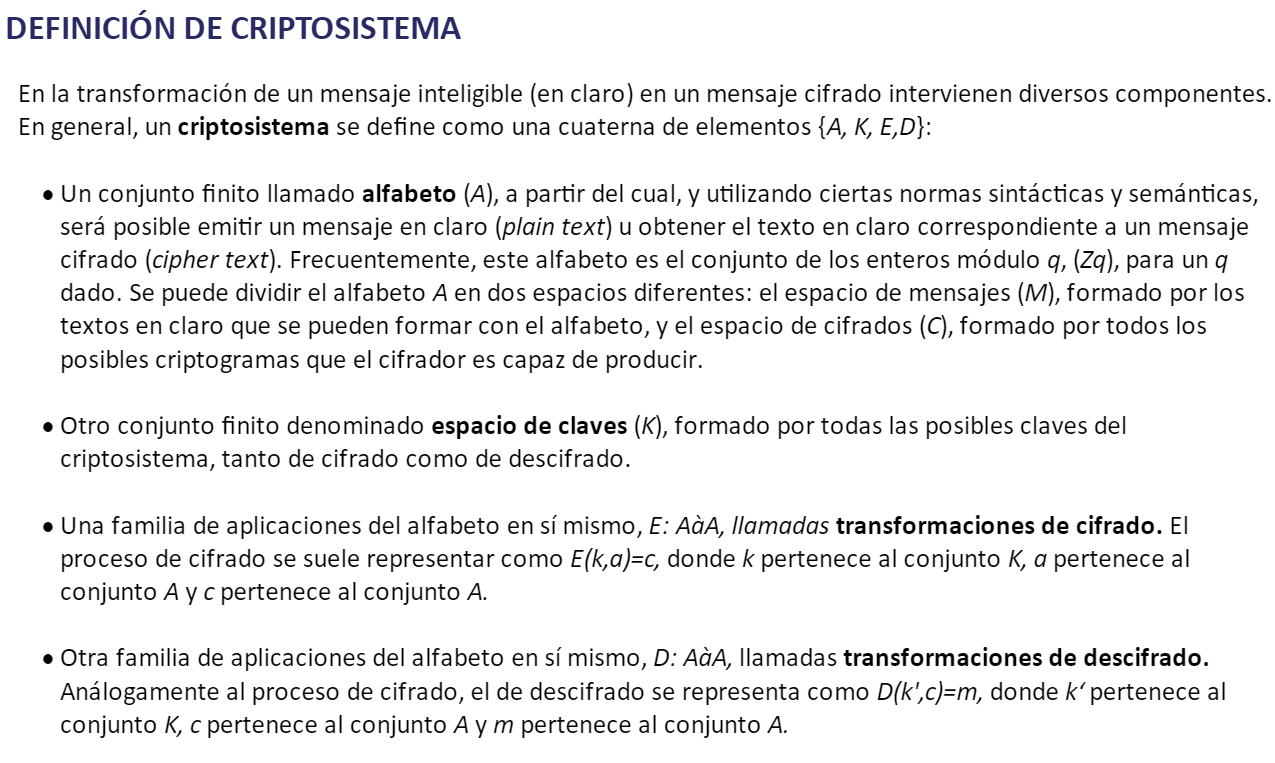 DEFINICIÓN DE CRIPTOSISTEMA
En la transformación de un mensaje inteligible (en claro) en un mensaje cifrado intervienen diversos componentes.
En general, un criptosistema se define como una cuaterna de elementos {A, K, E,D}:
• Un conjunto finito llamado alfabeto (A), a partir del cual, y utilizando ciertas normas sintácticas y semánticas,
será posible emitir un mensaje en claro (plain text) u obtener el texto en claro correspondiente a un mensaje
cifrado (cipher text). Frecuentemente, este alfabeto es el conjunto de los enteros módulo q, (Zq), para un q
dado. Se puede dividir el alfabeto A en dos espacios diferentes: el espacio de mensajes (M), formado por los
textos en claro que se pueden formar con el alfabeto, y el espacio de cifrados (C), formado por todos los
posibles criptogramas que el cifrador es capaz de producir.
• Otro conjunto finito denominado espacio de claves (K), formado por todas las posibles claves del
criptosistema, tanto de cifrado como de descifrado.
• Una familia de aplicaciones del alfabeto en sí mismo, E: AàA, llamadas transformaciones de cifrado. El
proceso de cifrado se suele representar como E(k,a)=c, donde k pertenece al conjunto K, a pertenece al
conjunto A y c pertenece al conjunto A.
• Otra familia de aplicaciones del alfabeto en sí mismo, D: AàA, llamadas transformaciones de descifrado.
Análogamente al proceso de cifrado, el de descifrado se representa como D(k',c)=m, donde k‘ pertenece al
conjunto K, c pertenece al conjunto A y m pertenece al conjunto A.